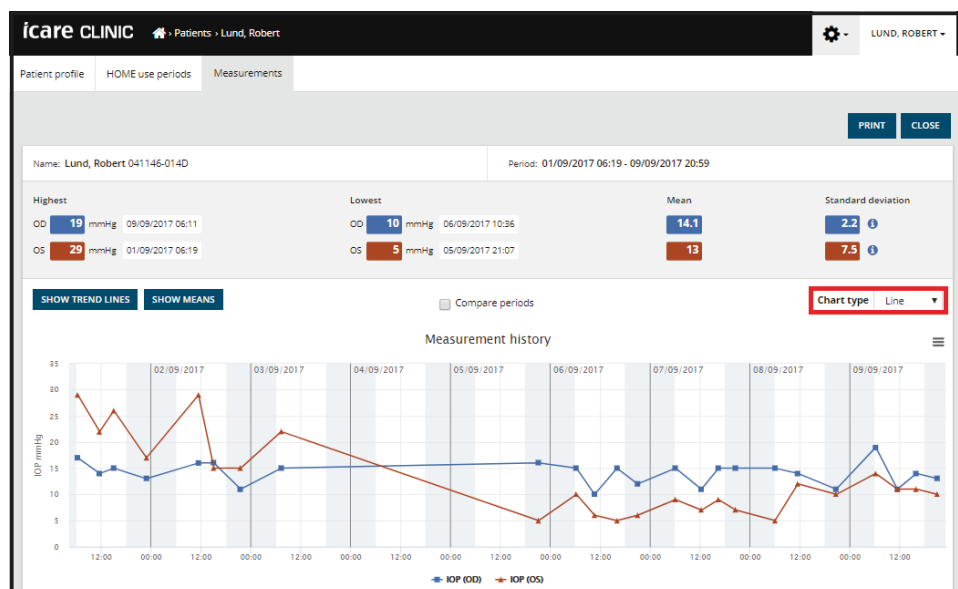 icare CLINIC › Patients › Lund, Robert LUND, ROBERT
Patient profile HOME use periods Measurements
PRINT CLOSE
Name: Lund, Robert 041146-014D Period: 01/09/2017 06:19 - 09/09/2017 20:59
Highest Lowest Mean Standard deviation
OD 19 mmHg 09/09/2017 06:11 OD 10 mmHg 06/09/2017 10:36 14.1 2.2
OS 29 mmHg 01/09/2017 06:19 OS 5 mmHg 05/09/2017 21:07 13 7.5
SHOW TREND LINES SHOW MEANS Compare periods Chart type Line
Measurement history
35
02/09/2017 03/09/2017 04/09/2017 05/09/2017 06/09/2017 07/09/2017 08/09/2017 09/09/2017
30
25
20
IOP mmHg
15
10
5
0
12:00 00:00 12:00 00:00 12:00 00:00 12:00 00:00 12:00 00:00 12:00 00:00 12:00 00:00 12:00 00:00 12:00
IOP (OD) IOP (OS)